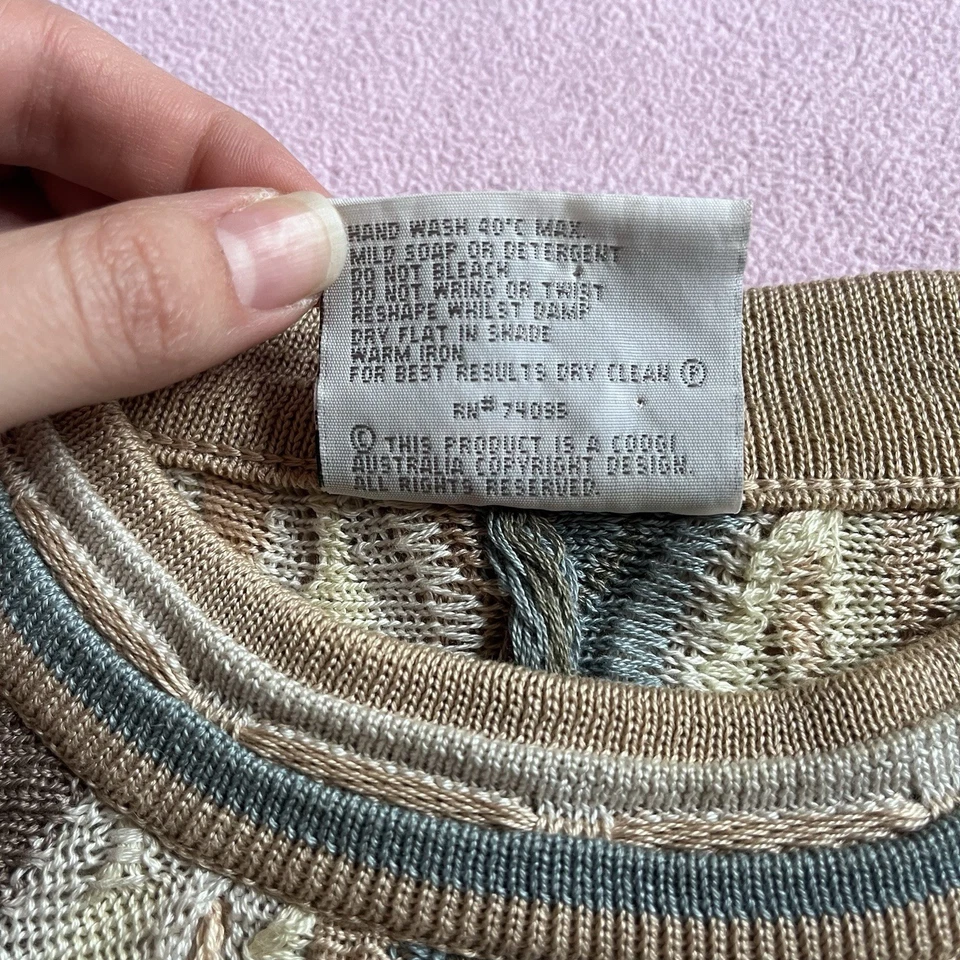 HAND WASH 40°C MAX
MILD SOAP OR DETERGENT
DO NOT BLEACH
DO NOT WRING OR TWIST
RESHAPE WHILST DAMP
DRY FLAT IN SHADE
WARM IRON
FOR BEST RESULTS DRY CLEAN Ⓟ
RN# 74095
© THIS PRODUCT IS A COOGI
AUSTRALIA COPYRIGHT DESIGN.
ALL RIGHTS RESERVED.